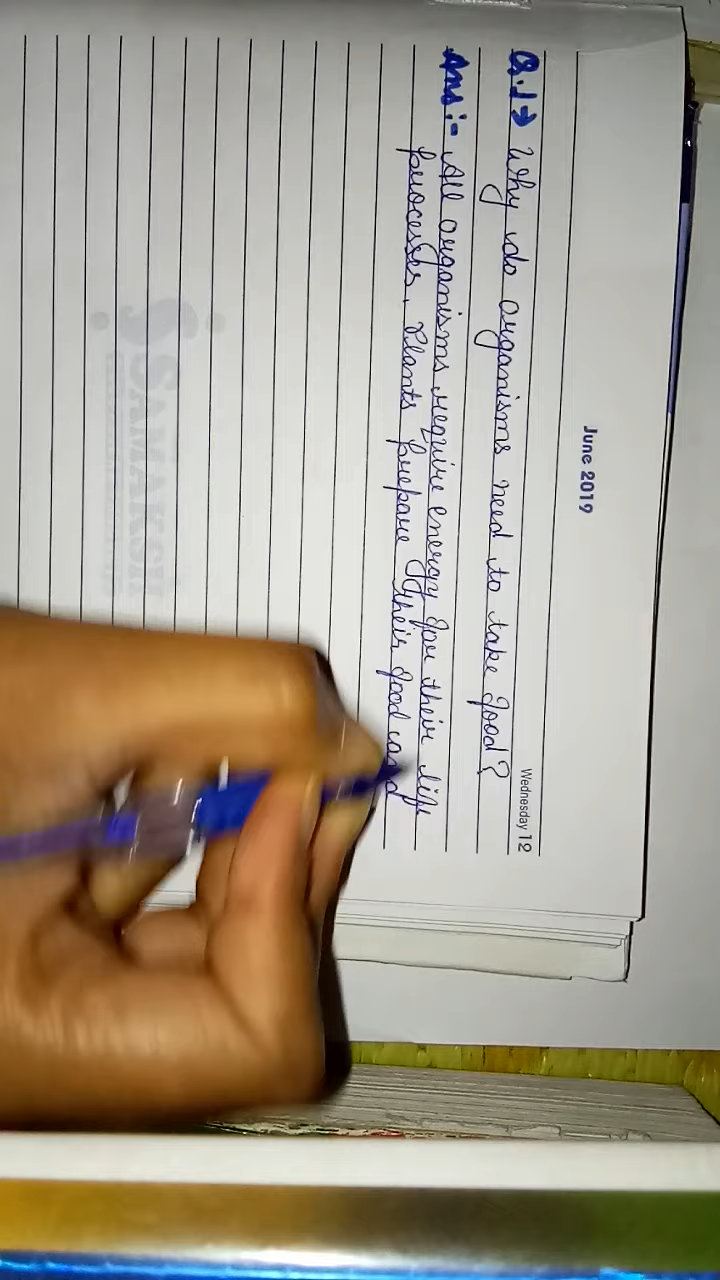 June 2019
Wednesday 12
Q.1→ Why do organisms need to take food?
Ans:- All organisms require energy for their life
processes. Plants prepare their food and
SAMAKSH